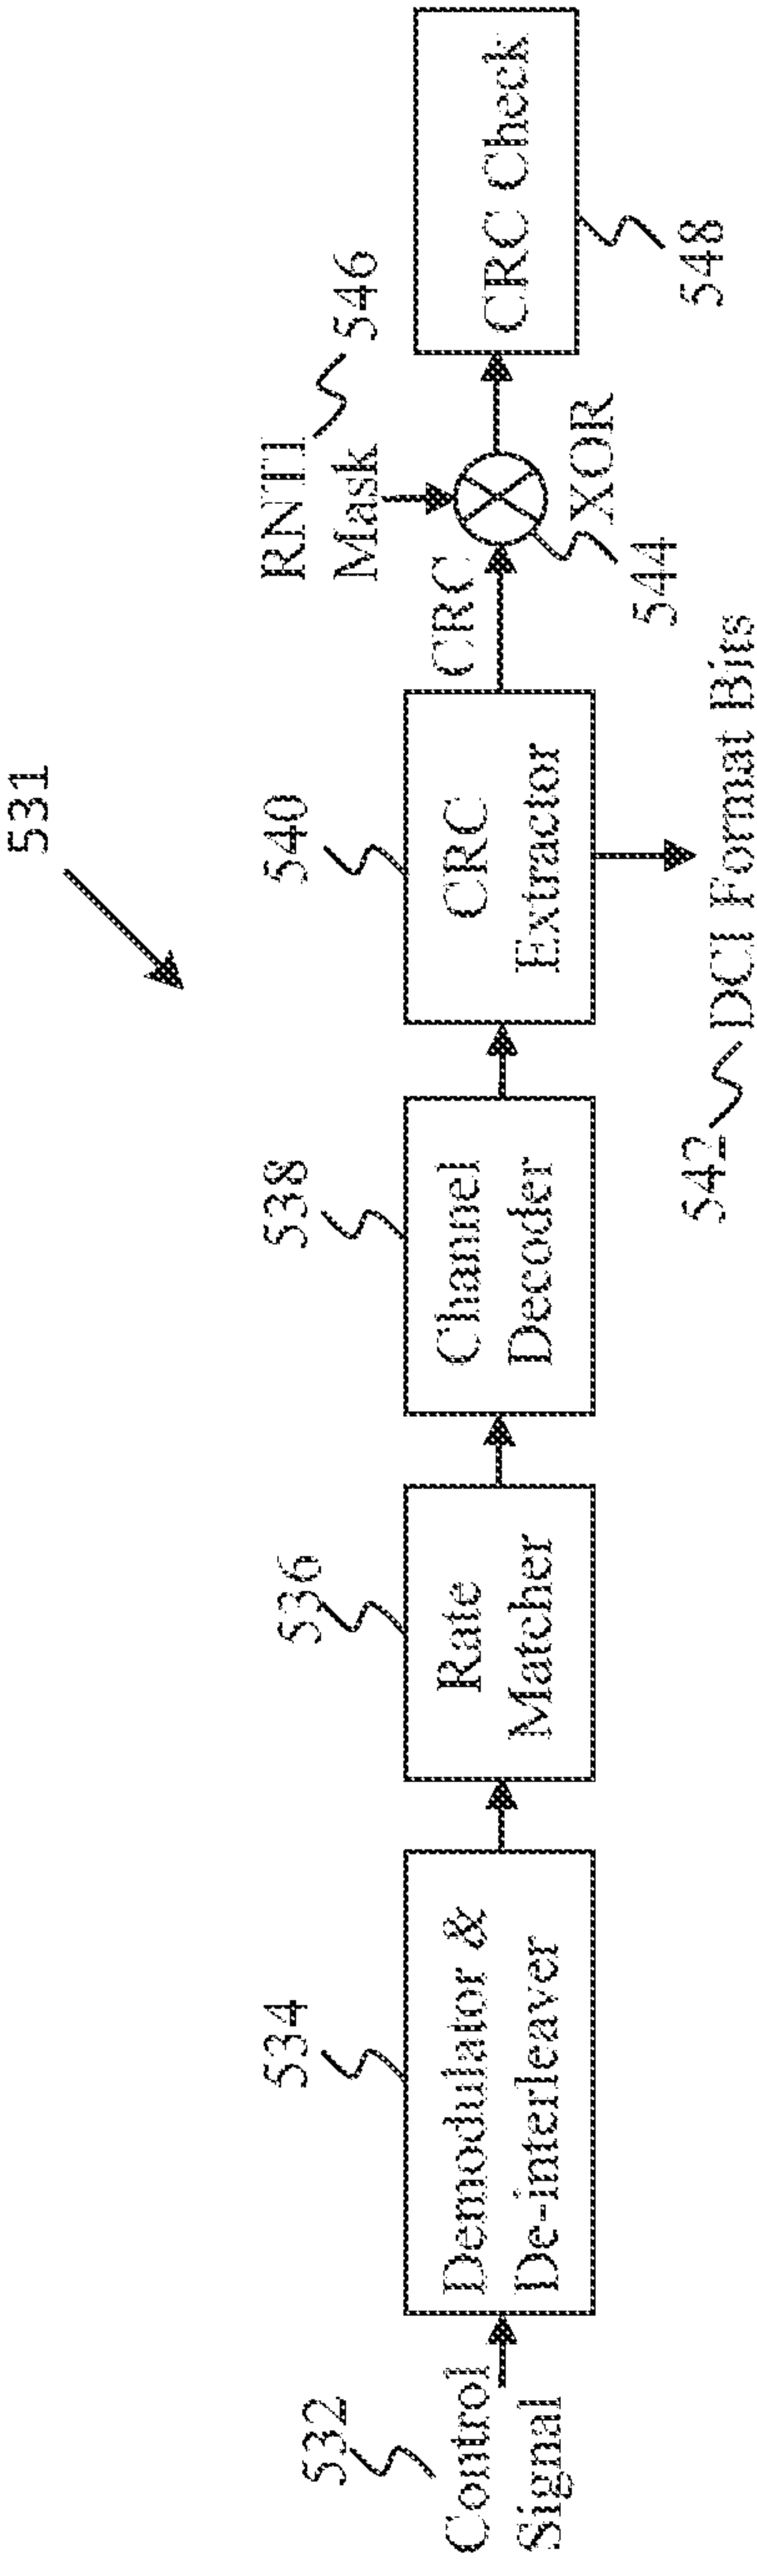 531
532
Control
Signal
534
Demodulator &
De-interleaver
536
Rate
Matcher
538
Channel
Decoder
540
CRC
Extractor
542
DCI Format Bits
CRC
RNTI
Mask
546
544
XOR
CRC Check
548